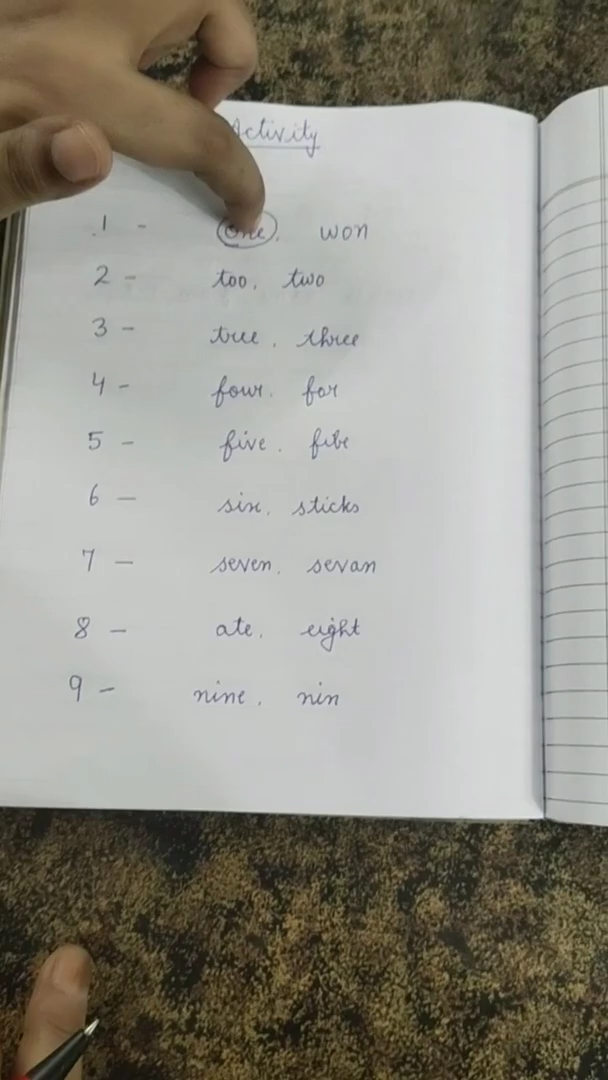 Activity
1 - one, won
2 - too, two
3 - tree, three
4 - four, for
5 - five, fibe
6 - six, sticks
7 - seven, sevan
8 - ate, eight
9 - nine, nin